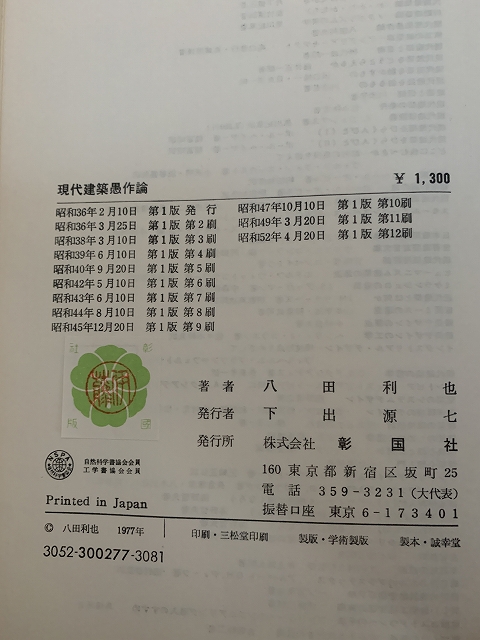 現代建築愚作論
¥ 1,300
昭和36年2月10日 第1版 発行
昭和36年3月25日 第1版 第2刷
昭和38年3月10日 第1版 第3刷
昭和39年6月10日 第1版 第4刷
昭和40年9月20日 第1版 第5刷
昭和42年5月10日 第1版 第6刷
昭和43年6月10日 第1版 第7刷
昭和44年8月10日 第1版 第8刷
昭和45年12月20日 第1版 第9刷
昭和47年10月10日 第1版 第10刷
昭和49年3月20日 第1版 第11刷
昭和52年4月20日 第1版 第12刷
社 彰
版 國
著者 八田利也
発行者 下出源七
発行所 株式会社 彰国社
160 東京都新宿区坂町25
電話 359-3231(大代表)
振替口座 東京6-173401
NSPA
自然科学書協会会員
工学書協会会員
Printed in Japan
© 八田利也 1977年
印刷・三松堂印刷 製版・学術製版 製本・誠幸堂
3052-300277-3081